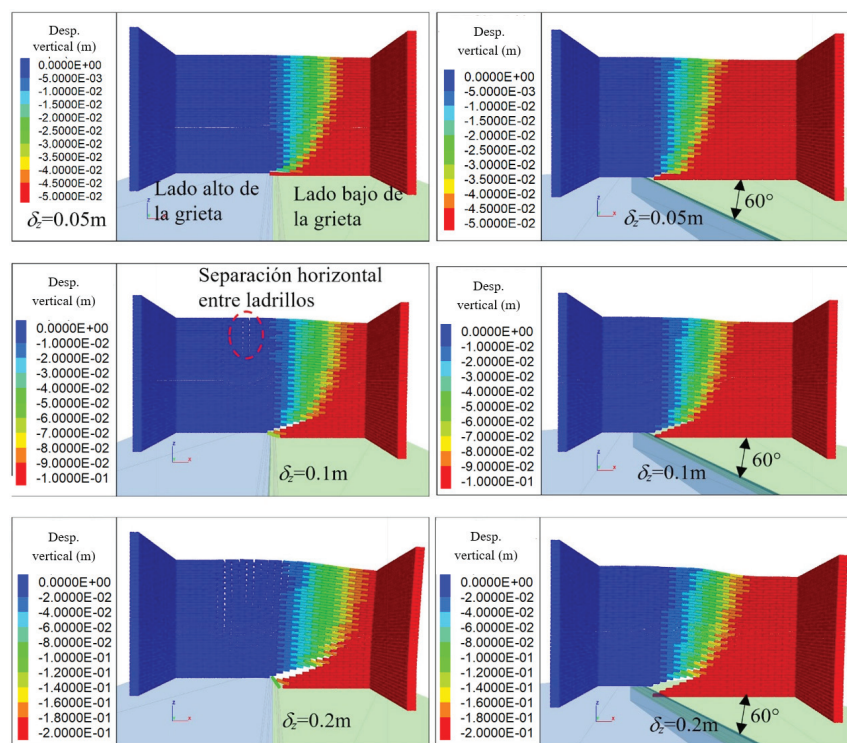 Desp.
vertical (m)
0.0000E+00
-5.0000E-03
-1.0000E-02
-1.5000E-02
-2.0000E-02
-2.5000E-02
-3.0000E-02
-3.5000E-02
-4.0000E-02
-4.5000E-02
-5.0000E-02
δz=0.05m
Lado alto de
la grieta
Lado bajo de
la grieta
z
x
Desp.
vertical (m)
0.0000E+00
-5.0000E-03
-1.0000E-02
-1.5000E-02
-2.0000E-02
-2.5000E-02
-3.0000E-02
-3.5000E-02
-4.0000E-02
-4.5000E-02
-5.0000E-02
z
x
δz=0.05m
60°
Desp.
vertical (m)
0.0000E+00
-1.0000E-02
-2.0000E-02
-3.0000E-02
-4.0000E-02
-5.0000E-02
-6.0000E-02
-7.0000E-02
-8.0000E-02
-9.0000E-02
-1.0000E-01
Separación horizontal
entre ladrillos
z
x
δz=0.1m
Desp.
vertical (m)
0.0000E+00
-1.0000E-02
-2.0000E-02
-3.0000E-02
-4.0000E-02
-5.0000E-02
-6.0000E-02
-7.0000E-02
-8.0000E-02
-9.0000E-02
-1.0000E-01
z
x
δz=0.1m
60°
Desp.
vertical (m)
0.0000E+00
-2.0000E-02
-4.0000E-02
-6.0000E-02
-8.0000E-02
-1.0000E-01
-1.2000E-01
-1.4000E-01
-1.6000E-01
-1.8000E-01
-2.0000E-01
z
x
δz=0.2m
Desp.
vertical (m)
0.0000E+00
-2.0000E-02
-4.0000E-02
-6.0000E-02
-8.0000E-02
-1.0000E-01
-1.2000E-01
-1.4000E-01
-1.6000E-01
-1.8000E-01
-2.0000E-01
z
x
δz=0.2m
60°